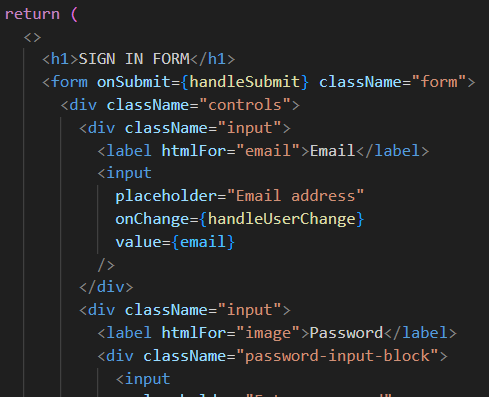 return (
<>
<h1>SIGN IN FORM</h1>
<form onSubmit={handleSubmit} className="form">
<div className="controls">
<div className="input">
<label htmlFor="email">Email</label>
<input
placeholder="Email address"
onChange={handleUserChange}
value={email}
/>
</div>
<div className="input">
<label htmlFor="image">Password</label>
<div className="password-input-block">
<input